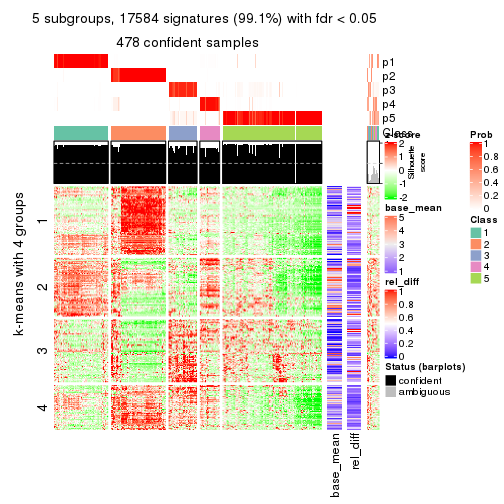 5 subgroups, 17584 signatures (99.1%) with fdr < 0.05
478 confident samples
p1
p2
p3
p4
p5
Class
Silhouette
score
k-means with 4 groups
1
2
3
4
base_mean
rel_diff
z-score
2
1
0
-1
-2
base_mean
5
4
3
2
1
rel_diff
1
0.8
0.6
0.4
0.2
0
Status (barplots)
confident
ambiguous
Prob
1
0.8
0.6
0.4
0.2
0
Class
1
2
3
4
5